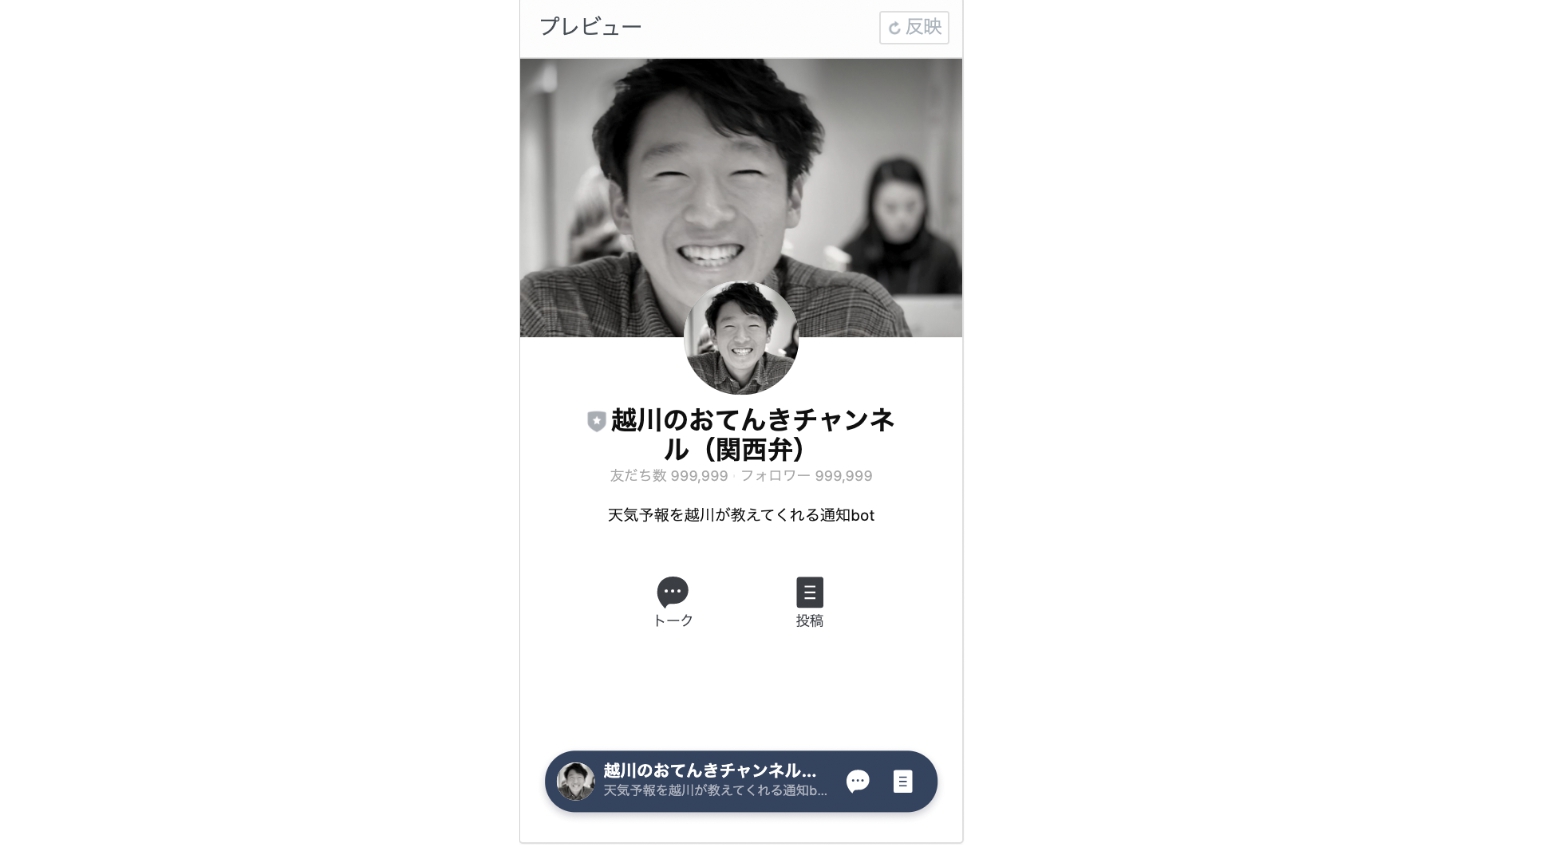 プレビュー
反映
越川のおてんきチャンネ
ル（関西弁）
友だち数 999,999 · フォロワー 999,999
天気予報を越川が教えてくれる通知bot
トーク
投稿
越川のおてんきチャンネル...
天気予報を越川が教えてくれる通知b...